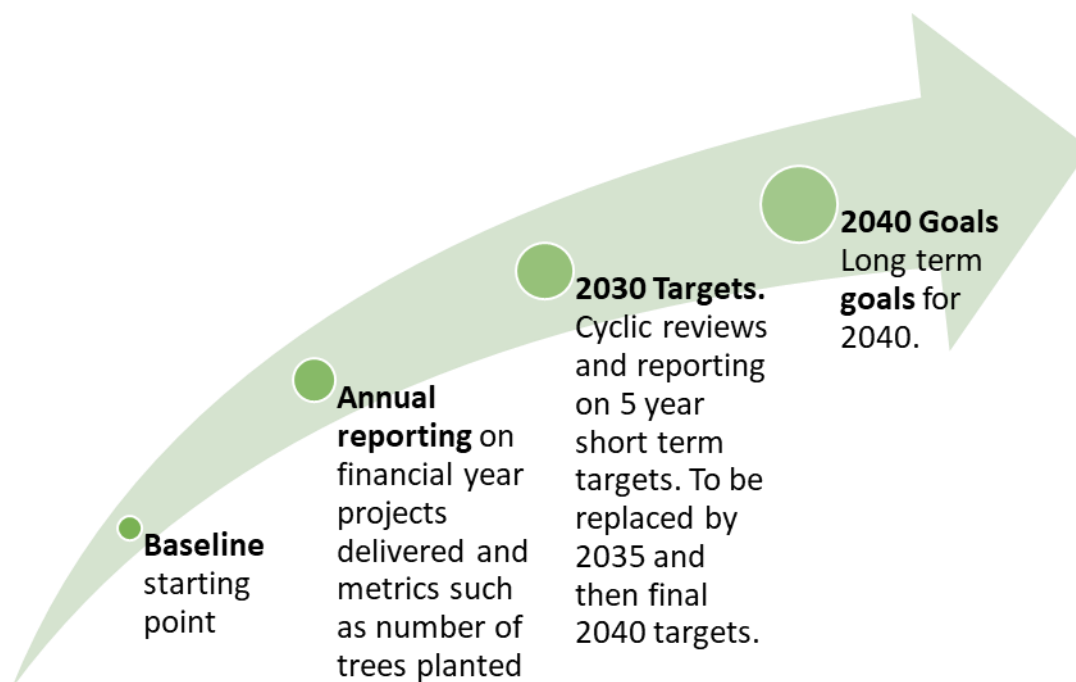 Baseline
starting
point
Annual
reporting on
financial year
projects
delivered and
metrics such
as number of
trees planted
2030 Targets.
Cyclic reviews
and reporting
on 5 year
short term
targets. To be
replaced by
2035 and
then final
2040 targets.
2040 Goals
Long term
goals for
2040.